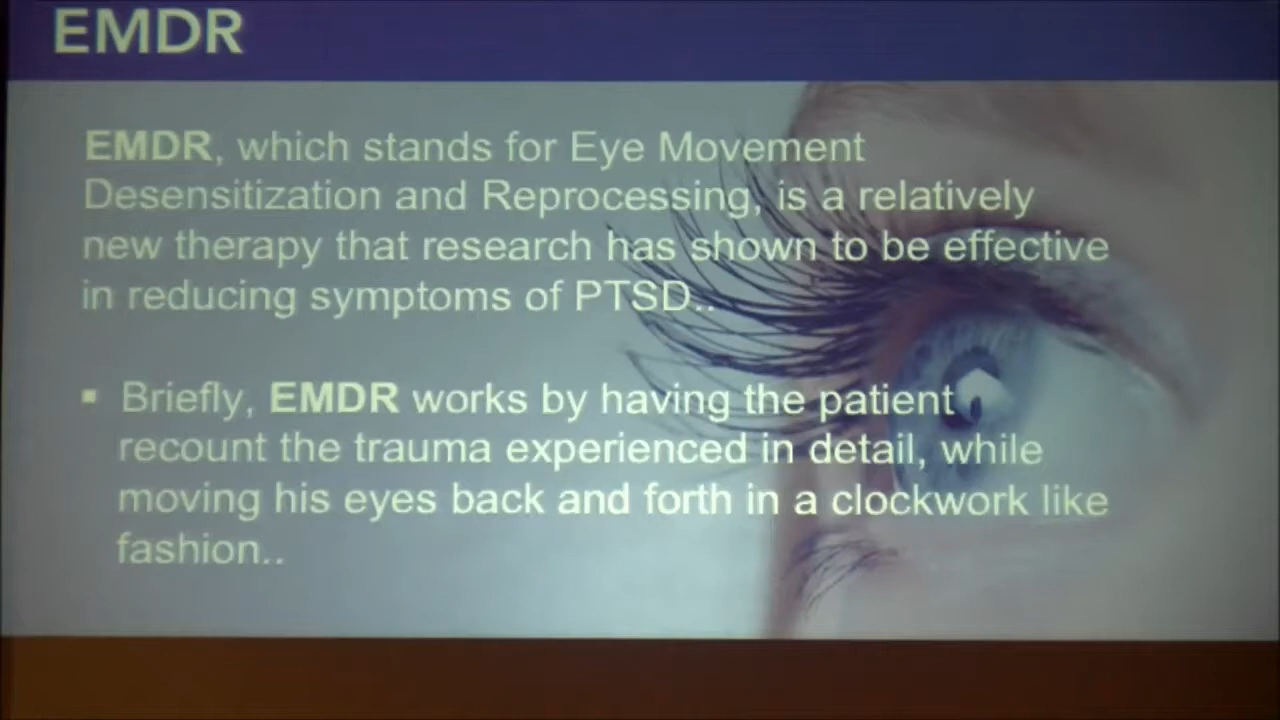 EMDR
EMDR, which stands for Eye Movement
Desensitization and Reprocessing, is a relatively
new therapy that research has shown to be effective
in reducing symptoms of PTSD..
▪ Briefly, EMDR works by having the patient
recount the trauma experienced in detail, while
moving his eyes back and forth in a clockwork like
fashion..